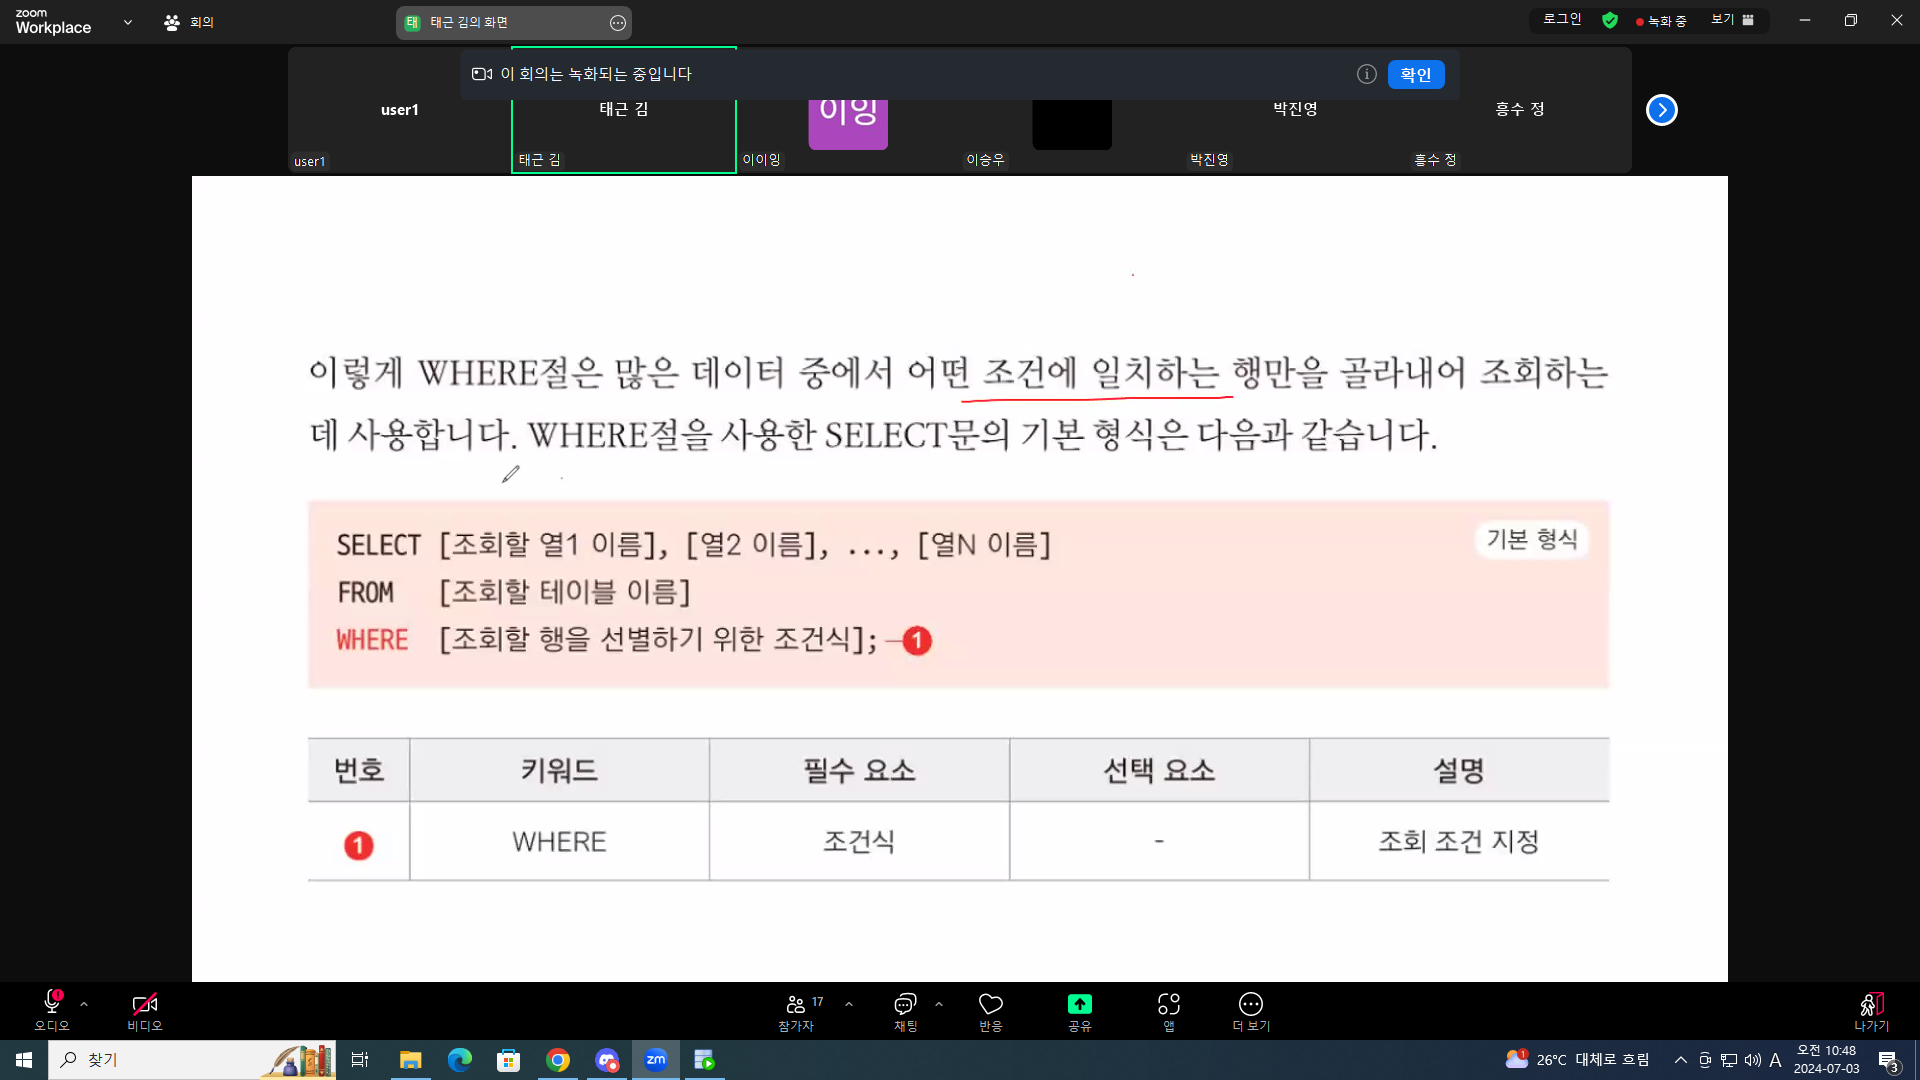 zoom
Workplace
회의
태 태근 김의 화면
로그인
녹화 중
보기
이 회의는 녹화되는 중입니다
확인
user1
태근 김
이잉
박진영
흥수 정
user1
태근 김
이이잉
이승우
박진영
흥수 정
이렇게 WHERE절은 많은 데이터 중에서 어떤 조건에 일치하는 행만을 골라내어 조회하는
데 사용합니다. WHERE절을 사용한 SELECT문의 기본 형식은 다음과 같습니다.
기본 형식
SELECT [조회할 열1 이름], [열2 이름], ..., [열N 이름]
FROM [조회할 테이블 이름]
WHERE [조회할 행을 선별하기 위한 조건식]; 1
번호 키워드 필수 요소 선택 요소 설명
1 WHERE 조건식 - 조회 조건 지정
오디오
비디오
참가자 17
채팅
반응
공유
앱
더 보기
나가기
찾기
zm
1 26°C 대체로 흐림
A
오전 10:48
2024-07-03
3